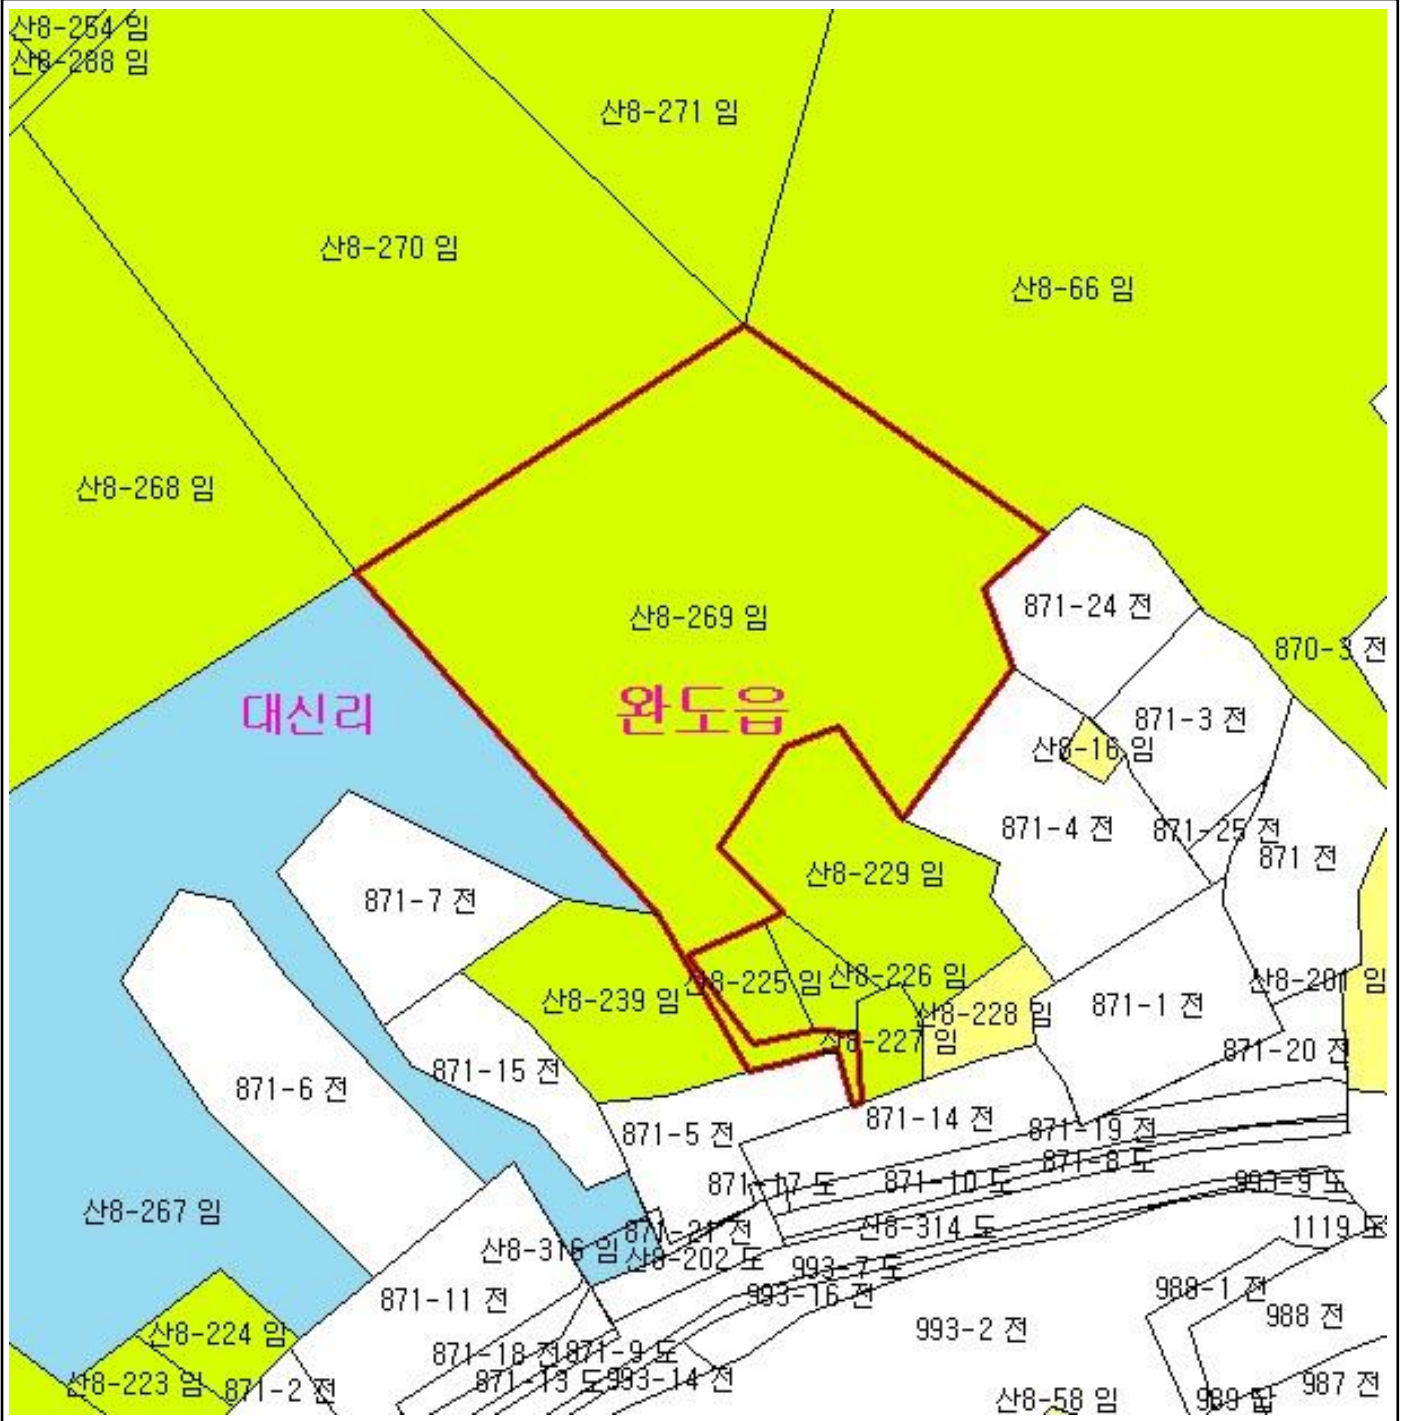 산8-254 임
산8-288 임
산8-271 임
산8-270 임
산8-66 임
산8-268 임
산8-269 임
871-24 전
870-3 전
대신리
완도읍
871-3 전
산8-16 임
871-4 전
871-25 전
871 전
산8-229 임
871-7 전
산8-225 임
산8-226 임
산8-201 임
산8-239 임
산8-228 임
871-1 전
산8-227 임
871-20 전
871-15 전
871-6 전
871-14 전
871-5 전
871-19 전
871-8 도
871-17 도
871-10 도
993-9 도
산8-267 임
871-21 전
산8-314 도
1119 도
산8-316 임
산8-202 도
993-7 도
993-16 전
988-1 전
871-11 전
988 전
산8-224 임
993-2 전
871-18 전
871-9 도
산8-223 임
871-2 전
871-13 도
993-14 전
987 전
산8-58 임
989 답